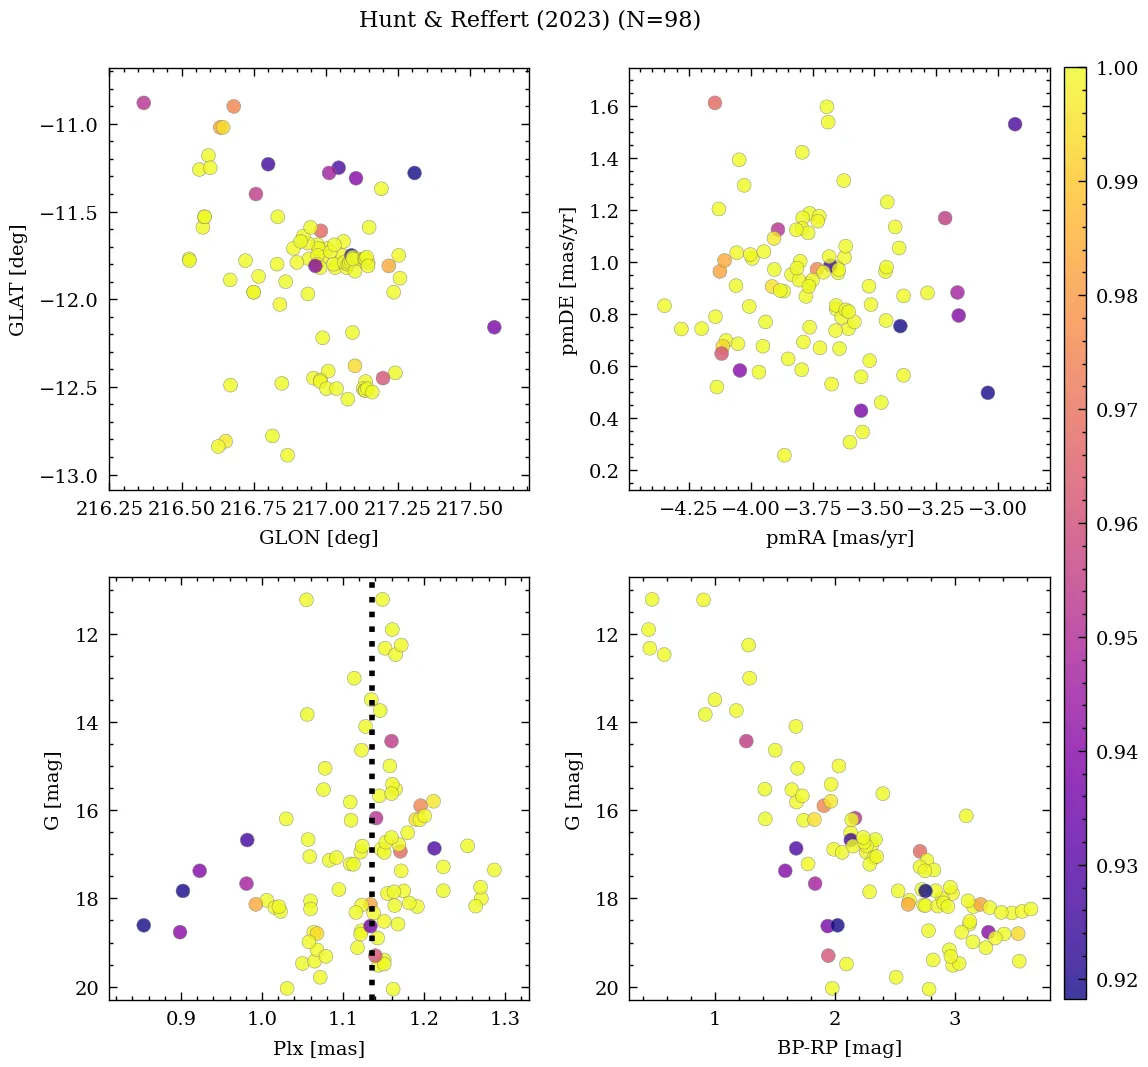 Hunt & Reffert (2023) (N=98)
GLAT [deg]
−11.0
−11.5
−12.0
−12.5
−13.0
216.25 216.50 216.75 217.00 217.25 217.50
GLON [deg]
pmDE [mas/yr]
1.6
1.4
1.2
1.0
0.8
0.6
0.4
0.2
−4.25 −4.00 −3.75 −3.50 −3.25 −3.00
pmRA [mas/yr]
G [mag]
12
14
16
18
20
0.9 1.0 1.1 1.2 1.3
Plx [mas]
G [mag]
12
14
16
18
20
1 2 3
BP-RP [mag]
1.00
0.99
0.98
0.97
0.96
0.95
0.94
0.93
0.92